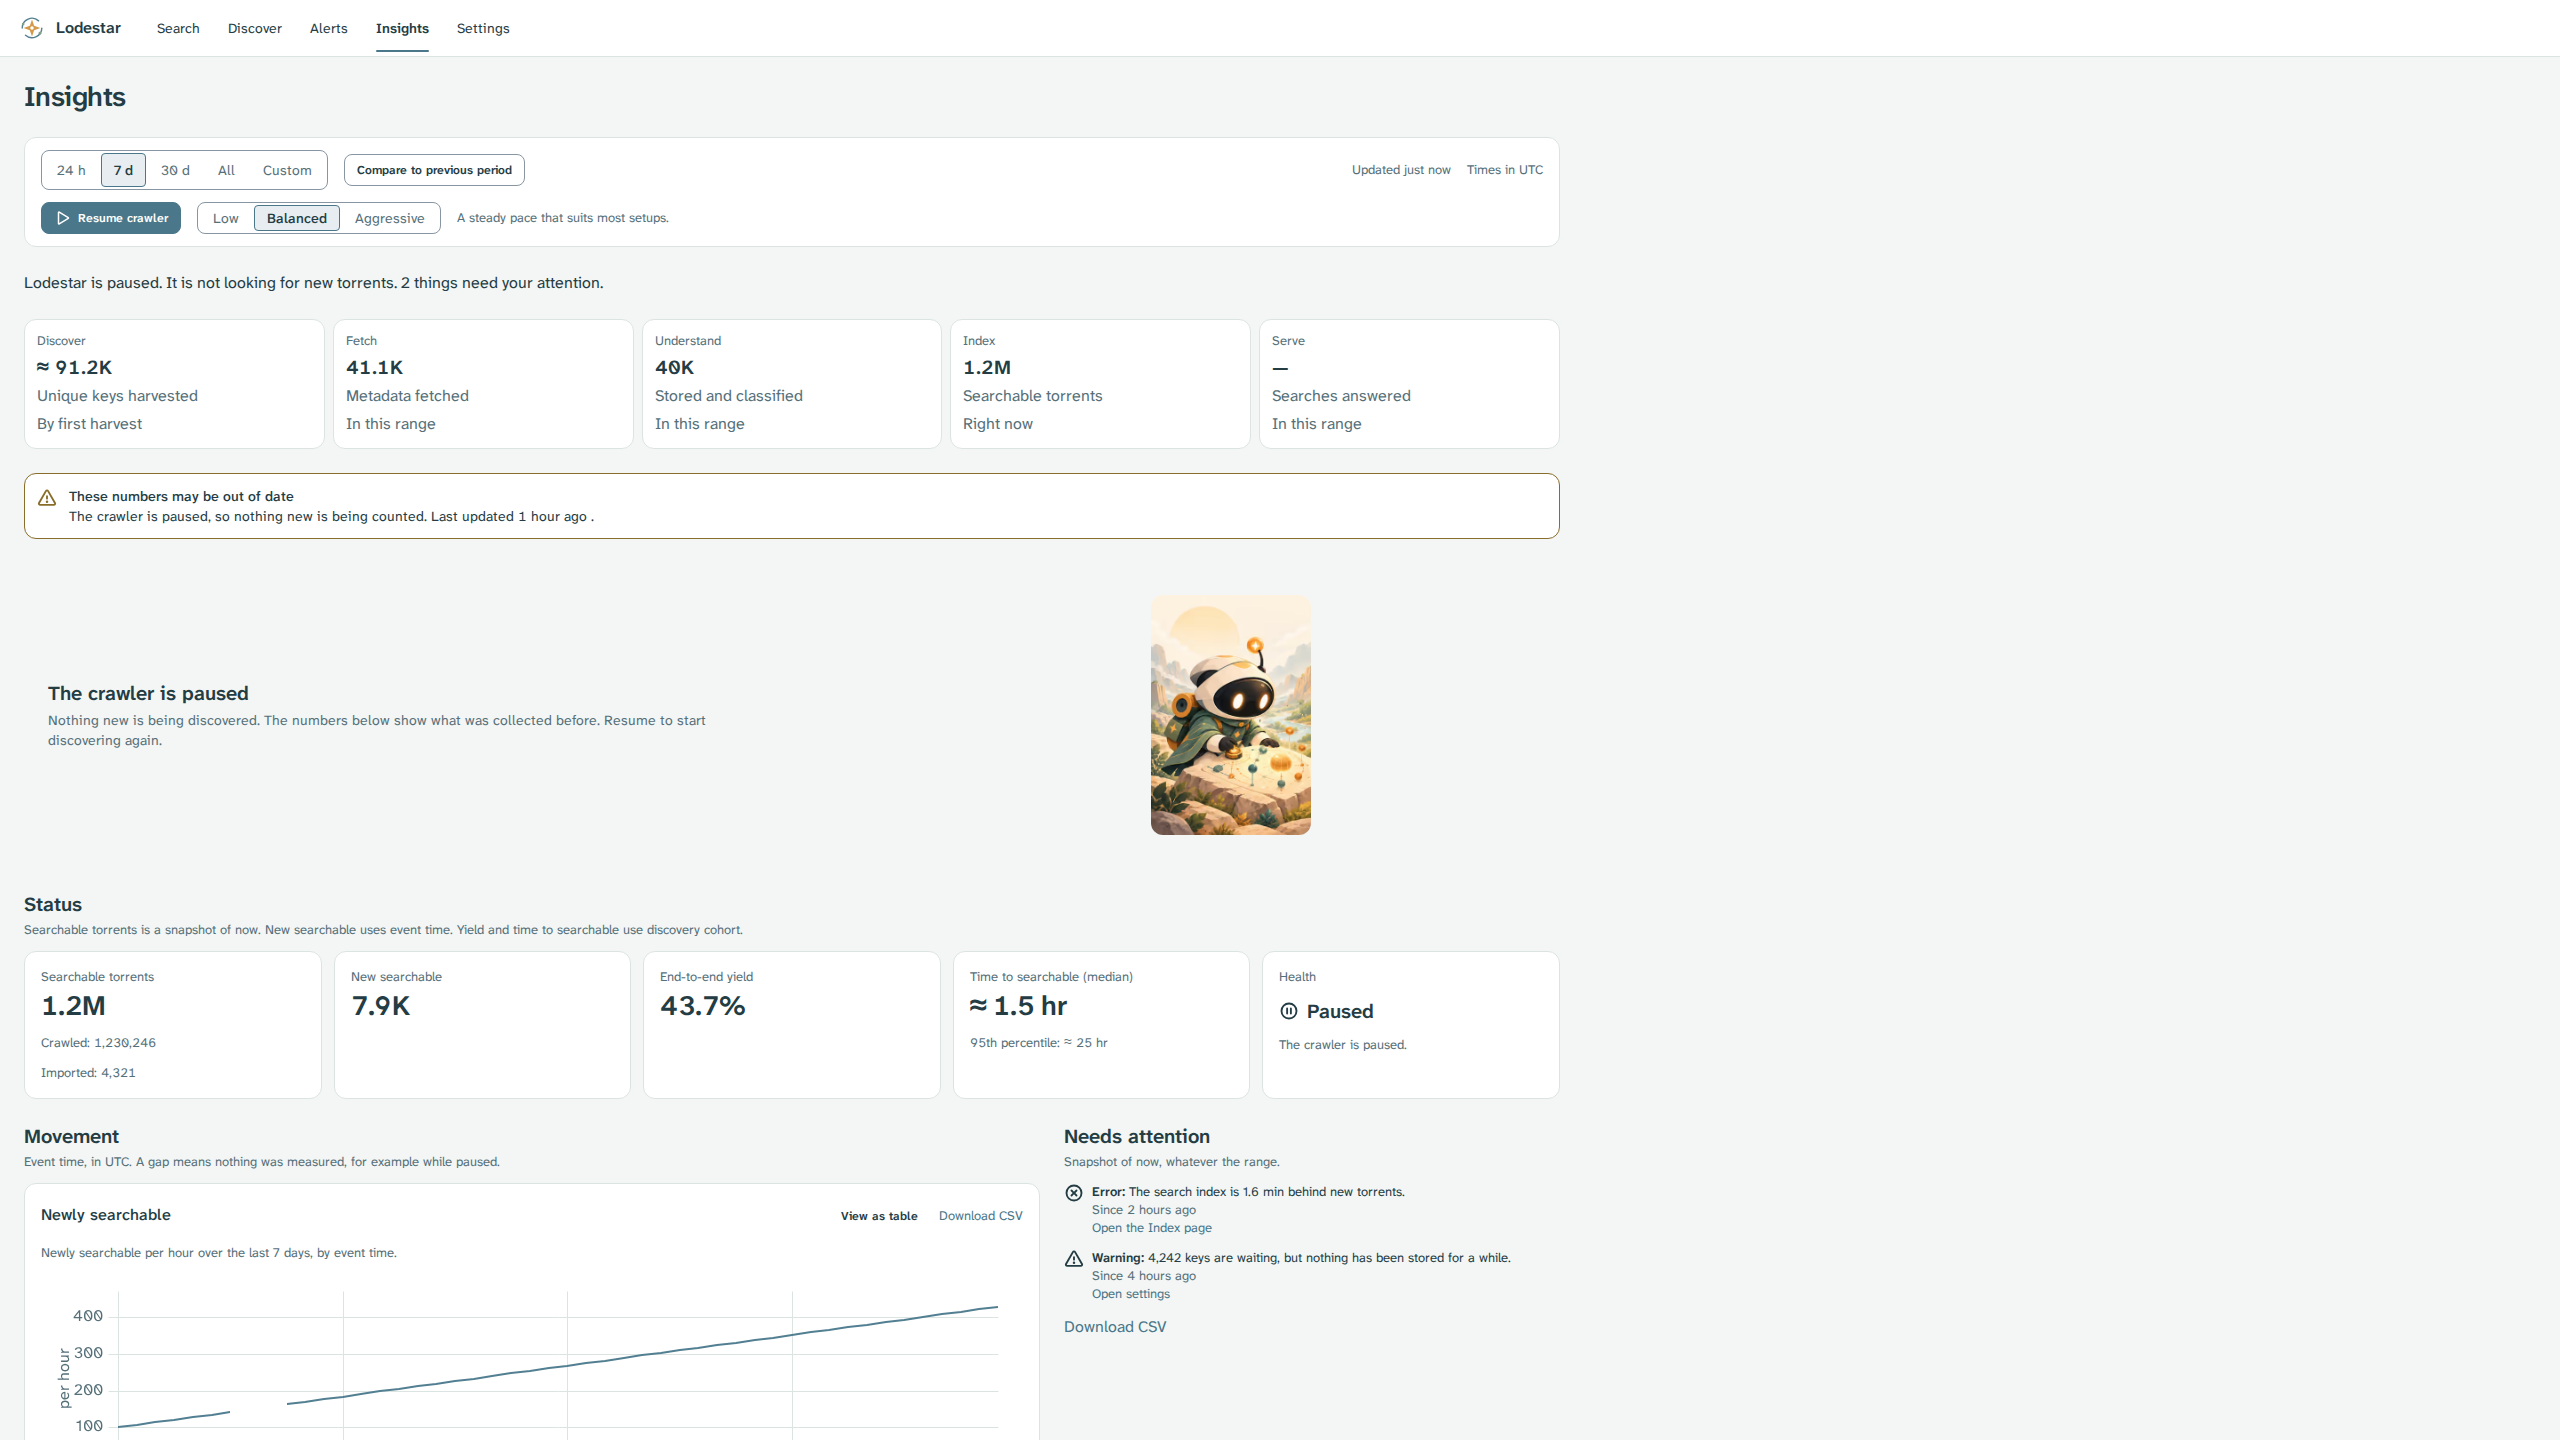 Lodestar Search Discover Alerts Insights Settings
Insights
24 h 7 d 30 d All Custom Compare to previous period Updated just now Times in UTC
Resume crawler Low Balanced Aggressive A steady pace that suits most setups.
Lodestar is paused. It is not looking for new torrents. 2 things need your attention.
Discover
≈ 91.2K
Unique keys harvested
By first harvest
Fetch
41.1K
Metadata fetched
In this range
Understand
40K
Stored and classified
In this range
Index
1.2M
Searchable torrents
Right now
Serve
—
Searches answered
In this range
These numbers may be out of date
The crawler is paused, so nothing new is being counted. Last updated 1 hour ago .
The crawler is paused
Nothing new is being discovered. The numbers below show what was collected before. Resume to start
discovering again.
Status
Searchable torrents is a snapshot of now. New searchable uses event time. Yield and time to searchable use discovery cohort.
Searchable torrents
1.2M
Crawled: 1,230,246
Imported: 4,321
New searchable
7.9K
End-to-end yield
43.7%
Time to searchable (median)
≈ 1.5 hr
95th percentile: ≈ 25 hr
Health
Paused
The crawler is paused.
Movement
Event time, in UTC. A gap means nothing was measured, for example while paused.
Newly searchable View as table Download CSV
Newly searchable per hour over the last 7 days, by event time.
per hour
400
300
200
100
Needs attention
Snapshot of now, whatever the range.
Error: The search index is 1.6 min behind new torrents.
Since 2 hours ago
Open the Index page
Warning: 4,242 keys are waiting, but nothing has been stored for a while.
Since 4 hours ago
Open settings
Download CSV